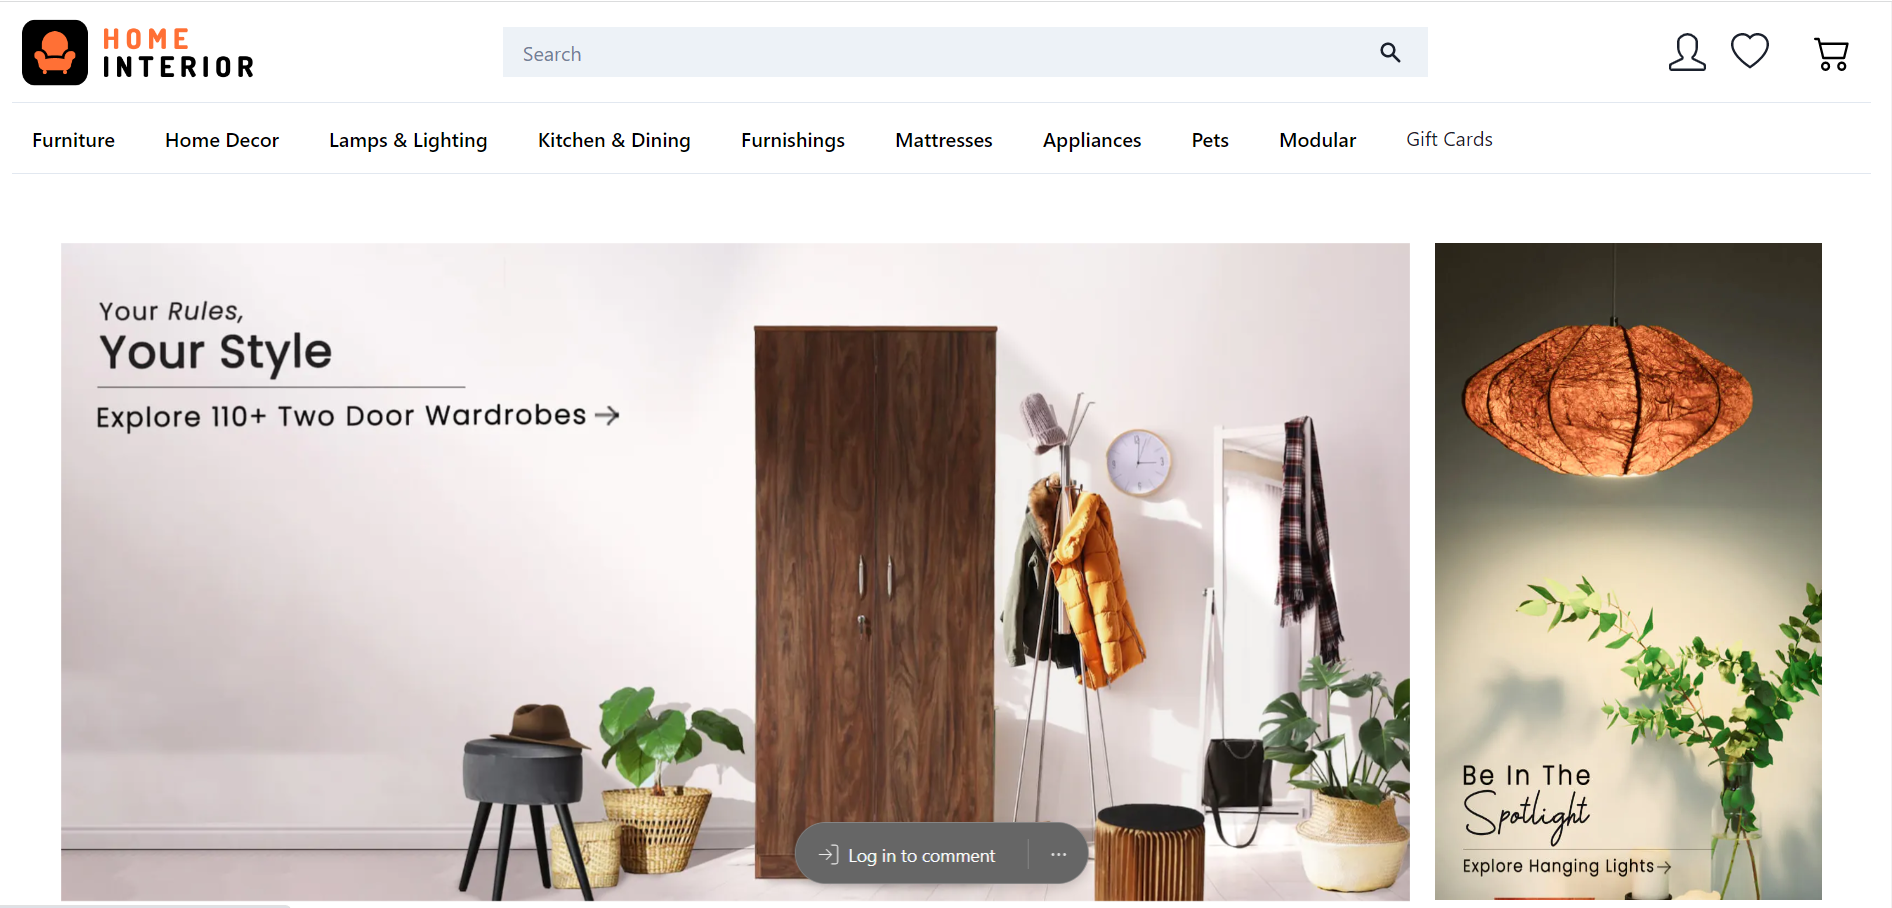 HOME
INTERIOR
Search
Furniture
Home Decor
Lamps & Lighting
Kitchen & Dining
Furnishings
Mattresses
Appliances
Pets
Modular
Gift Cards
Your Rules,
Your Style
Explore 110+ Two Door Wardrobes
Be In The
Spotlight
Explore Hanging Lights
Log in to comment